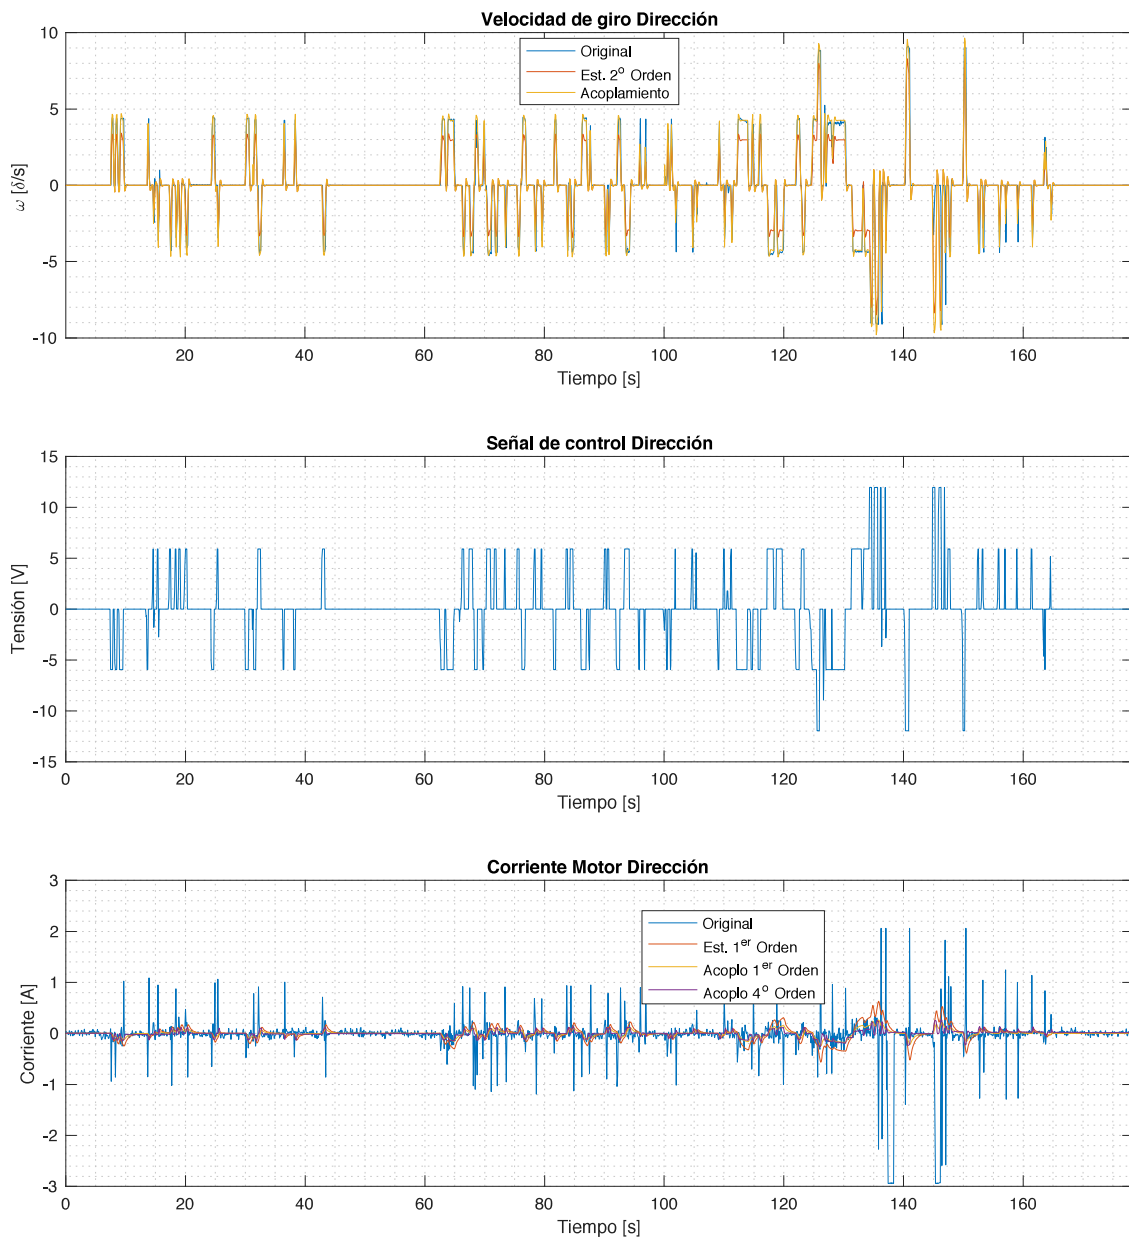 Velocidad de giro Dirección
10
5
0
-5
-10
ω [δ/s]
Original
Est. 2º Orden
Acoplamiento
20 40 60 80 100 120 140 160
Tiempo [s]
Señal de control Dirección
15
10
5
0
-5
-10
-15
Tensión [V]
0 20 40 60 80 100 120 140 160
Tiempo [s]
Corriente Motor Dirección
3
2
1
0
-1
-2
-3
Corriente [A]
Original
Est. 1er Orden
Acoplo 1er Orden
Acoplo 4º Orden
0 20 40 60 80 100 120 140 160
Tiempo [s]